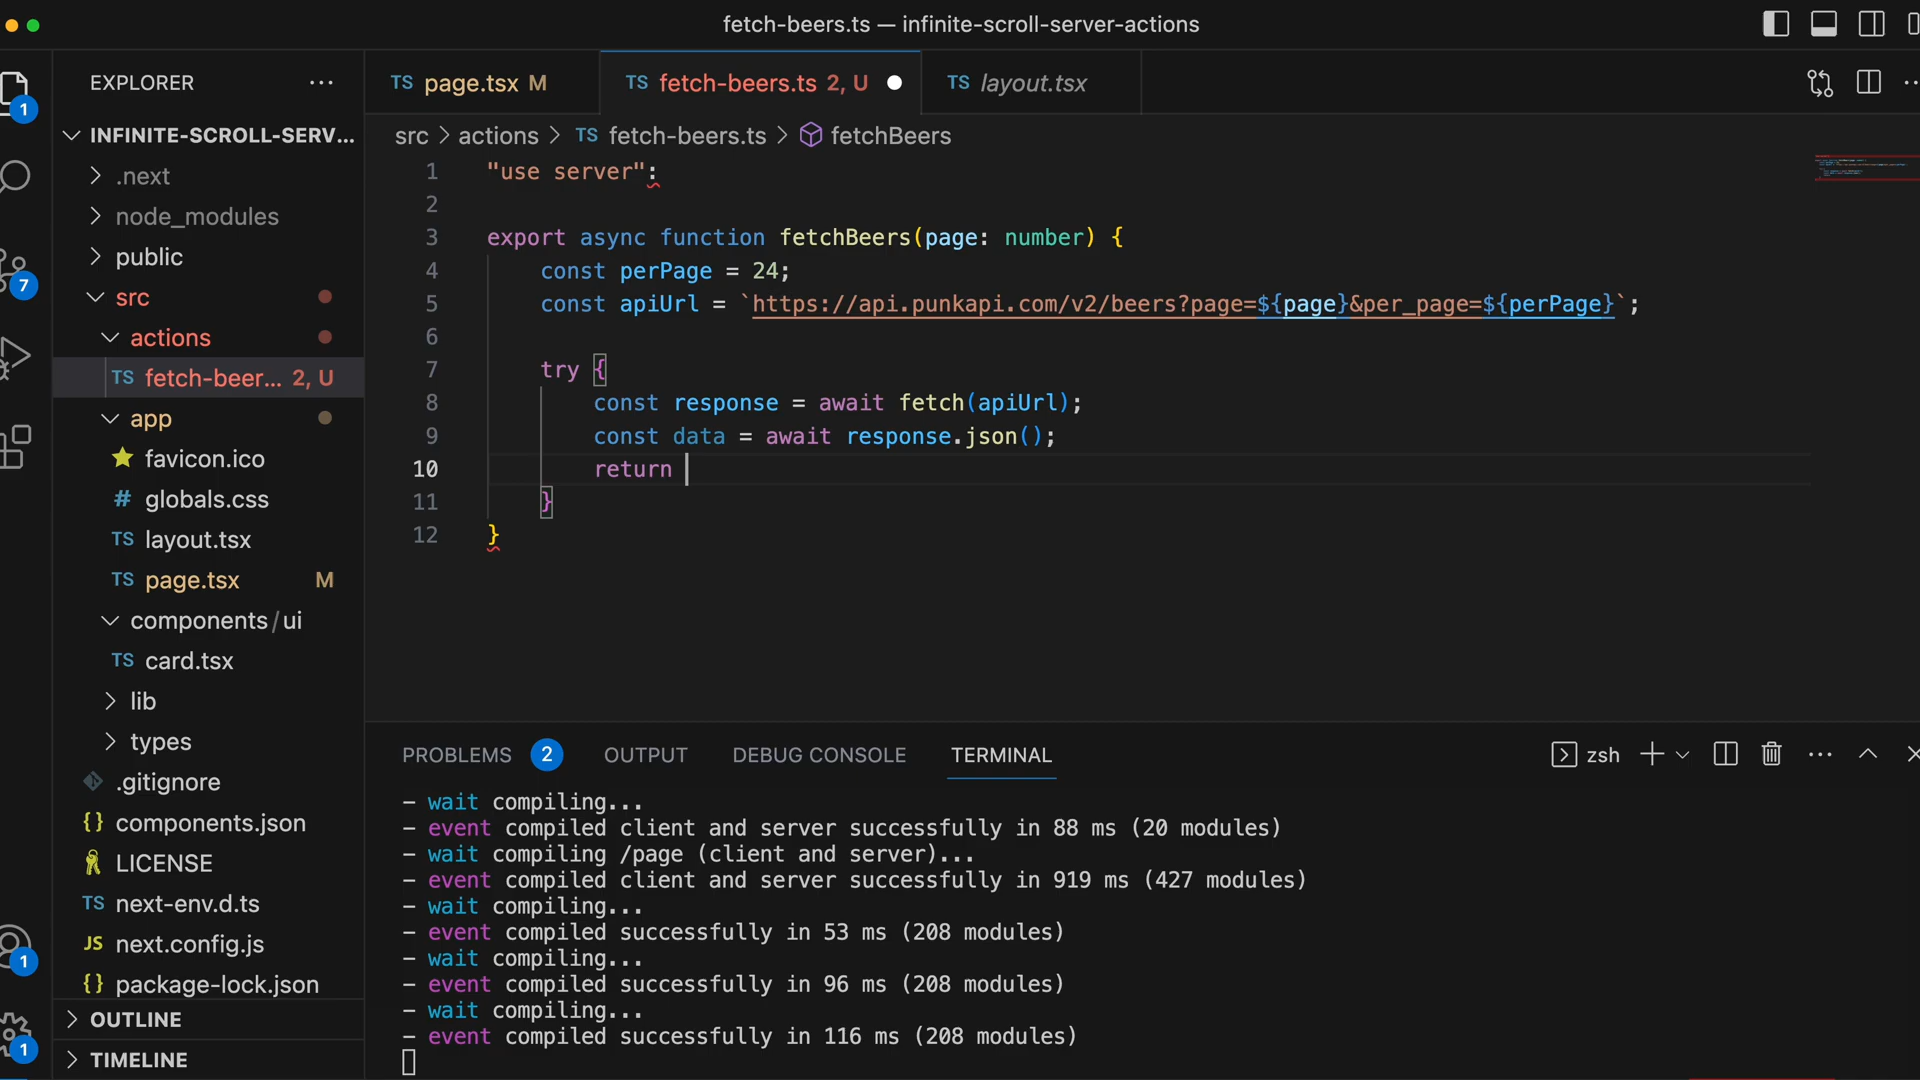 fetch-beers.ts — infinite-scroll-server-actions
EXPLORER
TS page.tsx M
TS fetch-beers.ts 2, U
TS layout.tsx
1
7
1
1
INFINITE-SCROLL-SERV...
.next
node_modules
public
src
actions
TS fetch-beer... 2, U
app
favicon.ico
# globals.css
TS layout.tsx
TS page.tsx M
components/ui
TS card.tsx
lib
types
.gitignore
{} components.json
LICENSE
TS next-env.d.ts
JS next.config.js
{} package-lock.json
OUTLINE
TIMELINE
src > actions > TS fetch-beers.ts > fetchBeers
1 "use server":
2
3 export async function fetchBeers(page: number) {
4 const perPage = 24;
5 const apiUrl = `https://api.punkapi.com/v2/beers?page=${page}&per_page=${perPage}`;
6
7 try {
8 const response = await fetch(apiUrl);
9 const data = await response.json();
10 return
11 }
12 }
PROBLEMS 2 OUTPUT DEBUG CONSOLE TERMINAL
zsh
- wait compiling...
- event compiled client and server successfully in 88 ms (20 modules)
- wait compiling /page (client and server)...
- event compiled client and server successfully in 919 ms (427 modules)
- wait compiling...
- event compiled successfully in 53 ms (208 modules)
- wait compiling...
- event compiled successfully in 96 ms (208 modules)
- wait compiling...
- event compiled successfully in 116 ms (208 modules)